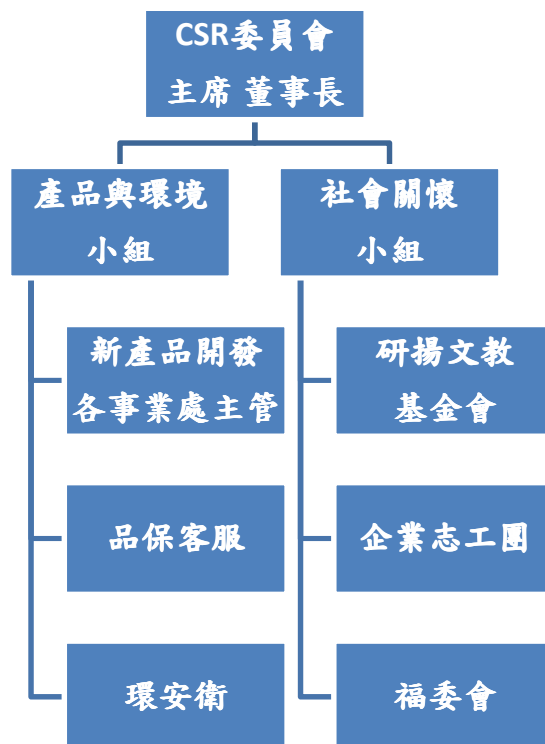 CSR委員會
主席 董事長
產品與環境
小組
社會關懷
小組
新產品開發
各事業處主管
研揚文教
基金會
品保客服
企業志工團
環安衛
福委會